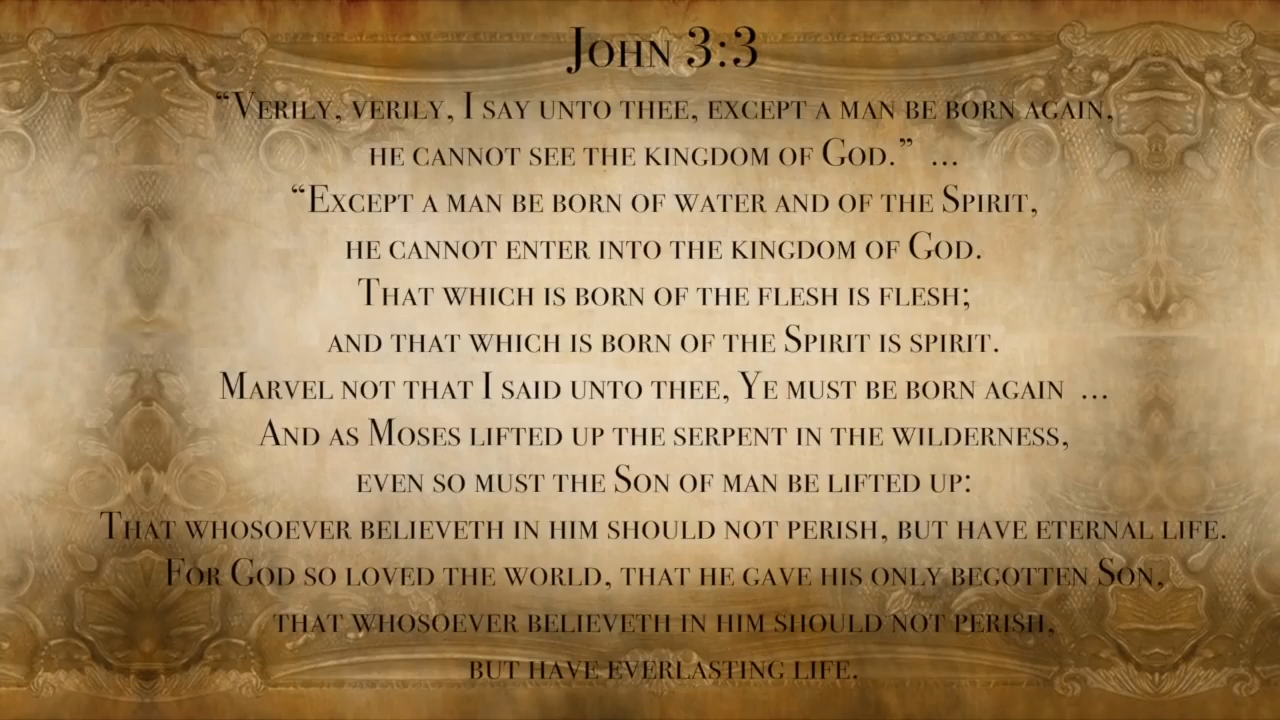 John 3:3
“Verily, verily, I say unto thee, except a man be born again,
he cannot see the kingdom of God.” ...
“Except a man be born of water and of the Spirit,
he cannot enter into the kingdom of God.
That which is born of the flesh is flesh;
and that which is born of the Spirit is spirit.
Marvel not that I said unto thee, Ye must be born again ...
And as Moses lifted up the serpent in the wilderness,
even so must the Son of man be lifted up:
That whosoever believeth in him should not perish, but have eternal life.
For God so loved the world, that he gave his only begotten Son,
that whosoever believeth in him should not perish,
but have everlasting life.